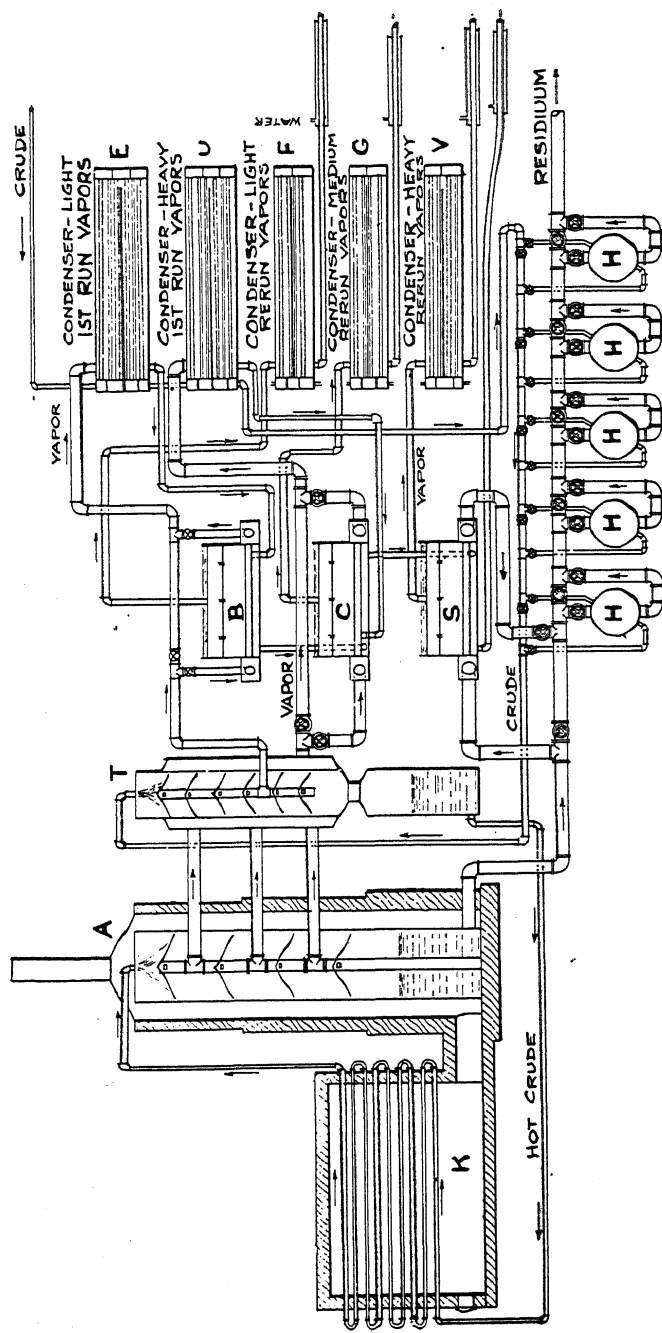 CRUDE
CONDENSER-LIGHT
1ST RUN VAPORS
E
CONDENSER-HEAVY
1ST RUN VAPORS
U
CONDENSER-LIGHT
RERUN VAPORS
F
WATER
CONDENSER-MEDIUM
RERUN VAPORS
G
CONDENSER-HEAVY
RERUN VAPORS
V
VAPOR
B
VAPOR
C
VAPOR
S
T
A
CRUDE
RESIDIUUM
H
H
H
H
H
K
HOT CRUDE